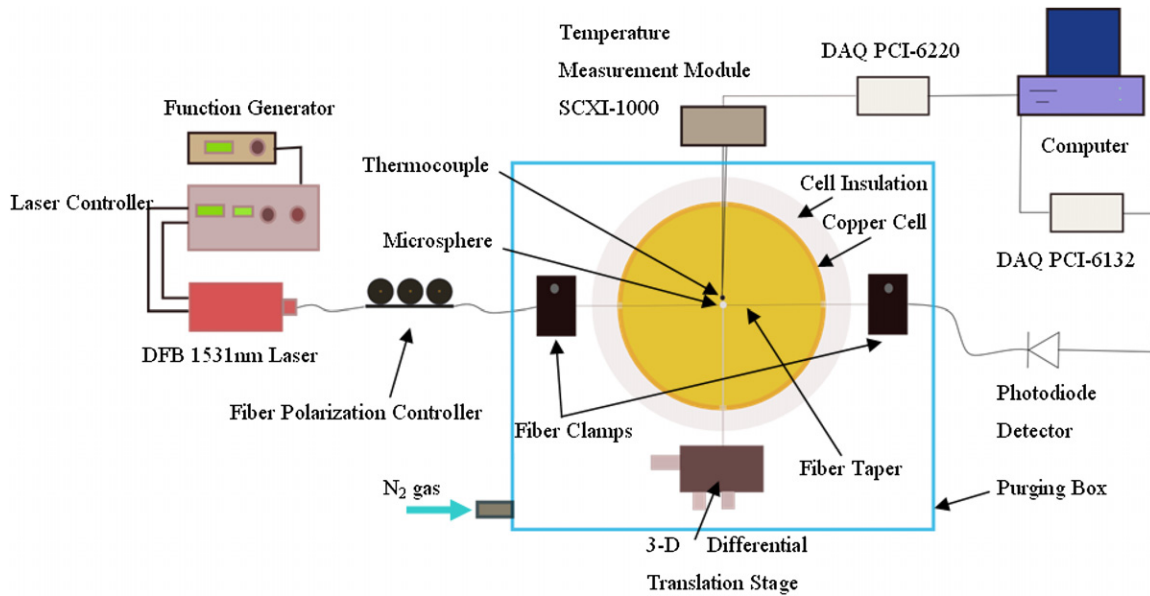 Temperature
Measurement Module
SCXI-1000
DAQ PCI-6220
Function Generator
Computer
Thermocouple
Cell Insulation
Laser Controller
Copper Cell
Microsphere
DAQ PCI-6132
DFB 1531nm Laser
Fiber Polarization Controller
Fiber Clamps
Fiber Taper
Photodiode
Detector
N2 gas
Purging Box
3-D Differential
Translation Stage